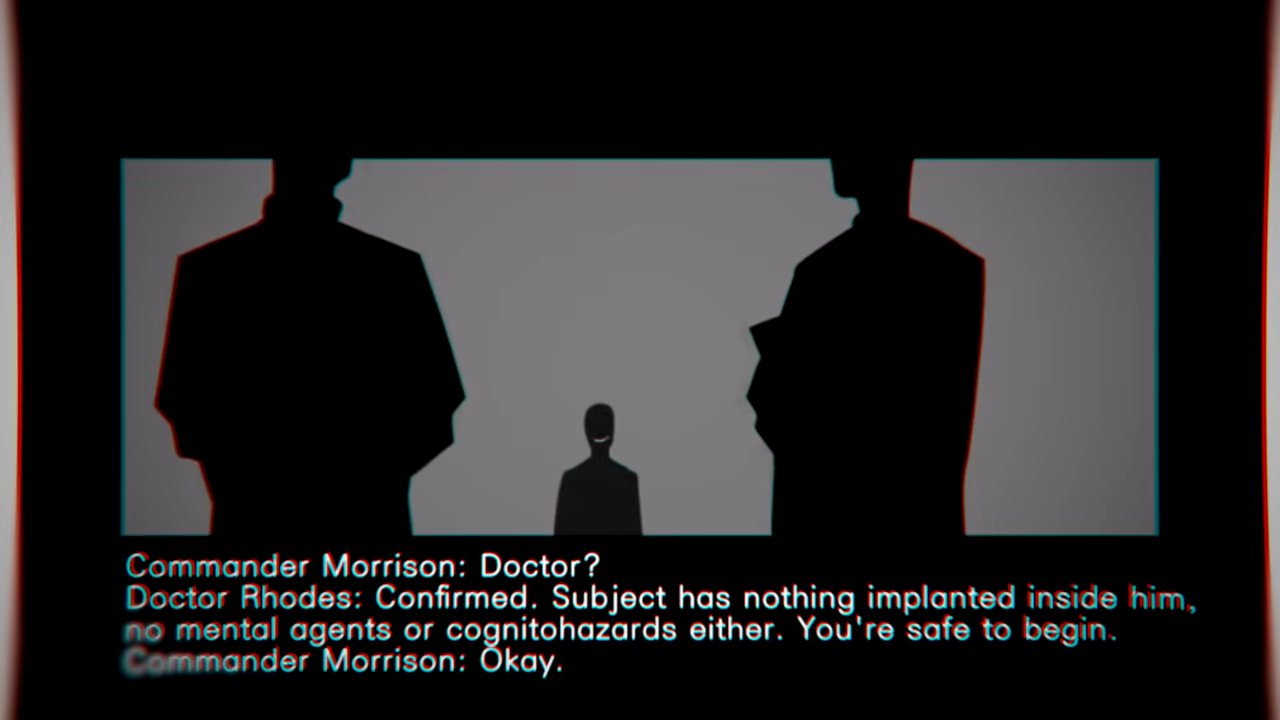 Commander Morrison: Doctor?
Doctor Rhodes: Confirmed. Subject has nothing implanted inside him,
no mental agents or cognitohazards either. You're safe to begin.
Commander Morrison: Okay.